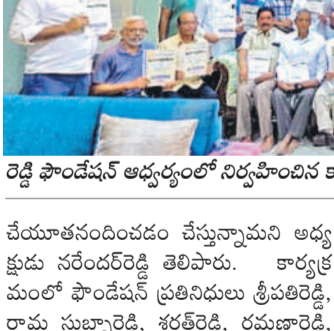 రెడ్డి ఫౌండేషన్ ఆధ్వర్యంలో నిర్వహించిన
చేయూతనందించడం చేస్తున్నామని అధ్య
క్షుడు నరేందర్‌రెడ్డి తెలిపారు. కార్యక్ర
మంలో ఫౌండేషన్ ప్రతినిధులు శ్రీపతిరెడ్డి,
రామ సుబ్బారెడ్డి, శరత్‌రెడ్డి, రమణారెడ్డి,